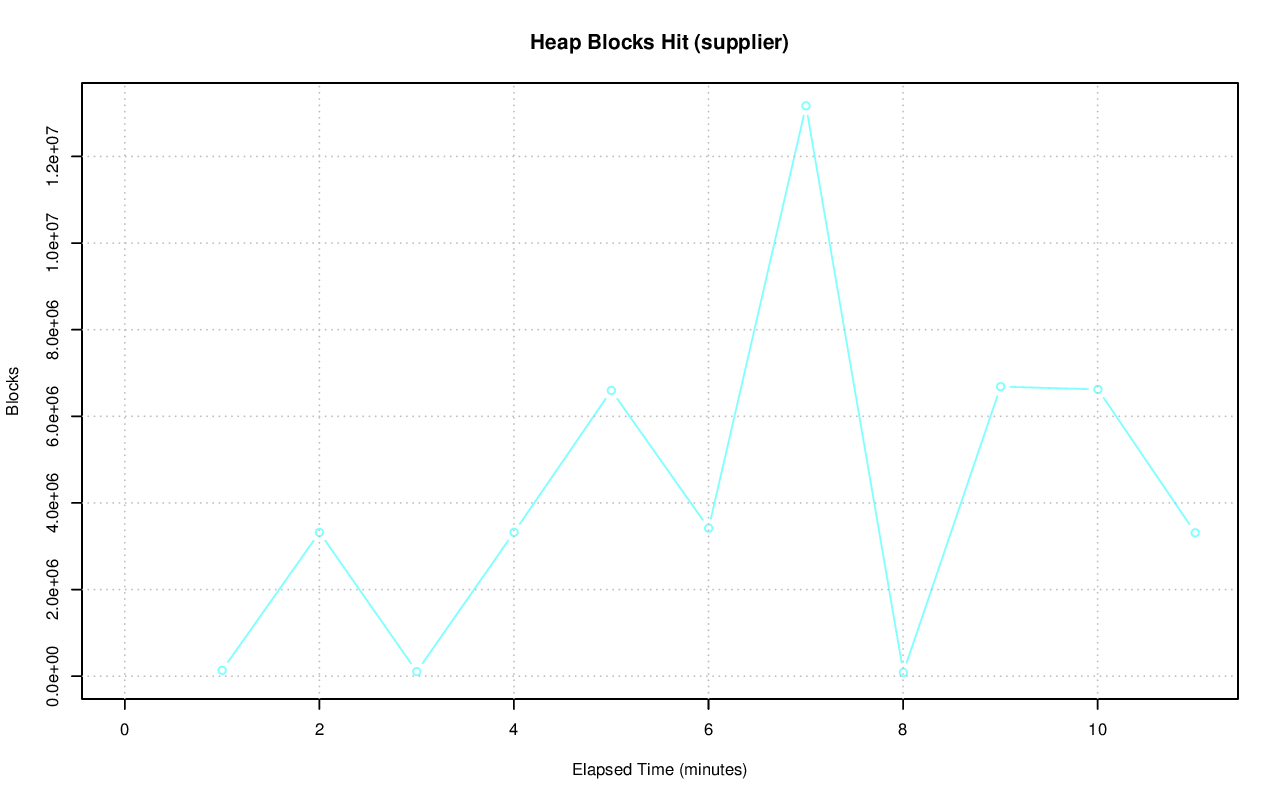 Heap Blocks Hit (supplier)
Blocks
1.2e+07
1.0e+07
8.0e+06
6.0e+06
4.0e+06
2.0e+06
0.0e+00
0 2 4 6 8 10
Elapsed Time (minutes)